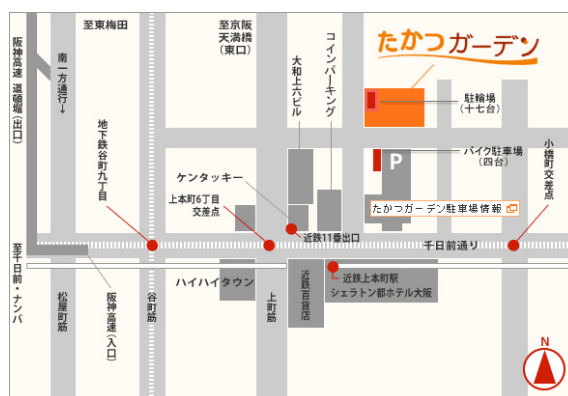 至東梅田
至京阪
天満橋
(東口)
たかつガーデン
阪神高速 道頓堀(出口)
南一方通行→
地下鉄谷町九丁目
大和上六ビル
コインパーキング
駐輪場
(十七台)
バイク駐車場
(四台)
小橋町交差点
P
ケンタッキー
上本町6丁目
交差点
たかつガーデン駐車場情報
近鉄11番出口
千日前通り
至千日前・ナンバ
松屋町筋
阪神高速(入口)
谷町筋
ハイハイタウン
上町筋
近鉄百貨店
近鉄上本町駅
シェラトン都ホテル大阪
N